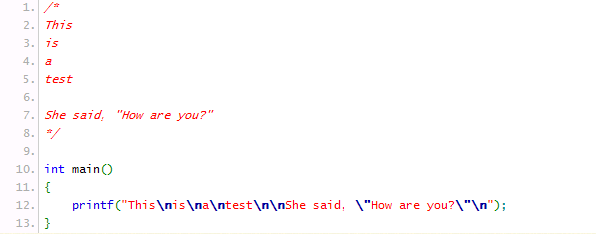 1. /*
2. This
3. is
4. a
5. test
6.
7. She said, "How are you?"
8. */
9.
10. int main()
11. {
12.     printf("This\nis\na\ntest\n\nShe said, \"How are you?\"\n");
13. }